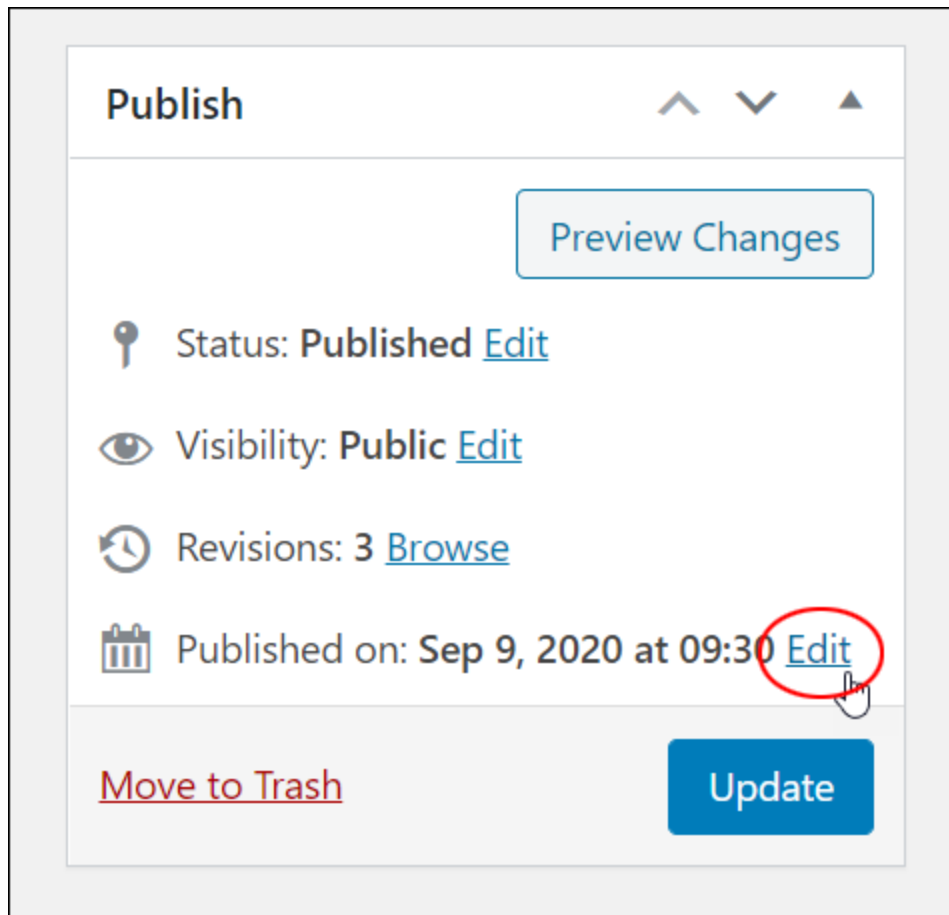 Publish
Preview Changes
Status: Published Edit
Visibility: Public Edit
Revisions: 3 Browse
Published on: Sep 9, 2020 at 09:30 Edit
Move to Trash Update